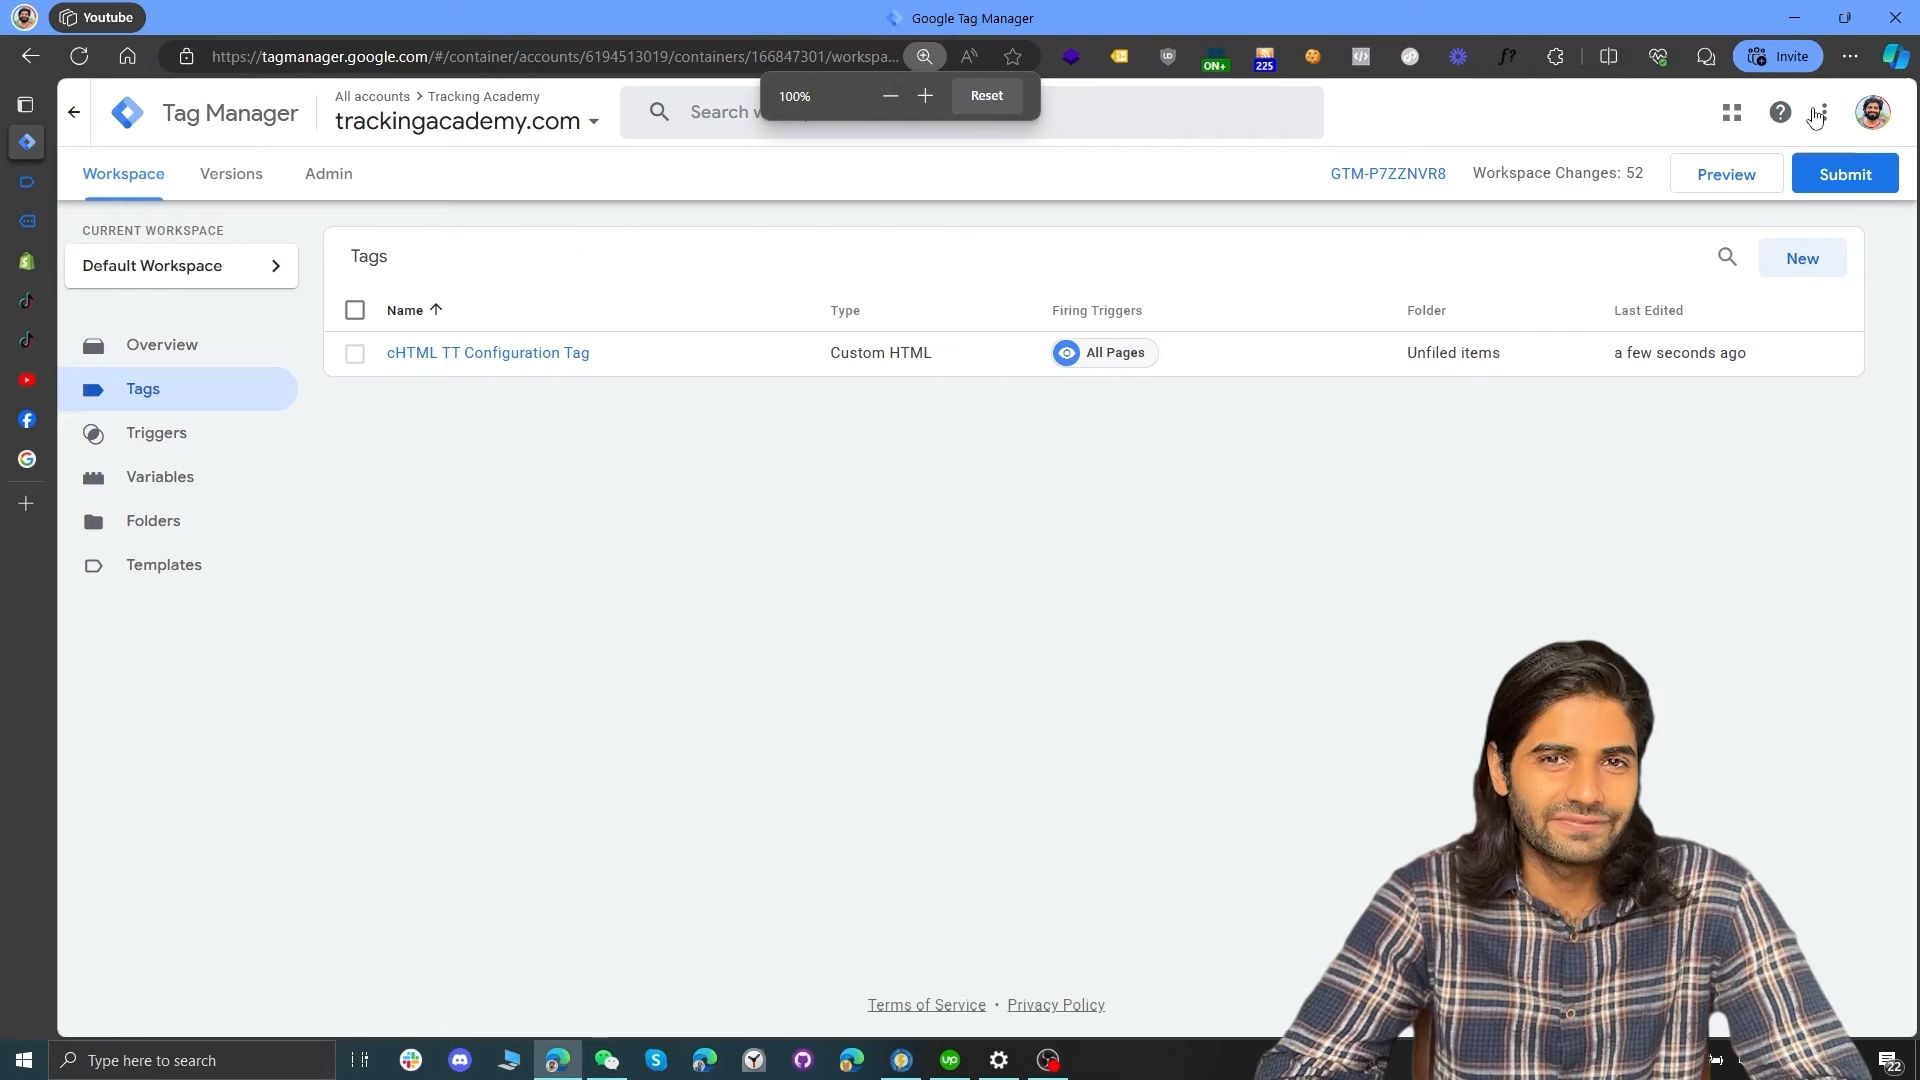 Youtube
Google Tag Manager
https://tagmanager.google.com/#/container/accounts/6194513019/containers/166847301/workspa...
A
ON+
225
f?
Invite
Tag Manager
All accounts > Tracking Academy
trackingacademy.com
Search
100%
Reset
Workspace
Versions
Admin
GTM-P7ZZNVR8
Workspace Changes: 52
Preview
Submit
CURRENT WORKSPACE
Default Workspace
Overview
Tags
Triggers
Variables
Folders
Templates
Tags
New
Name
Type
Firing Triggers
Folder
Last Edited
cHTML TT Configuration Tag
Custom HTML
All Pages
Unfiled items
a few seconds ago
Terms of Service • Privacy Policy
Type here to search
S
up
22